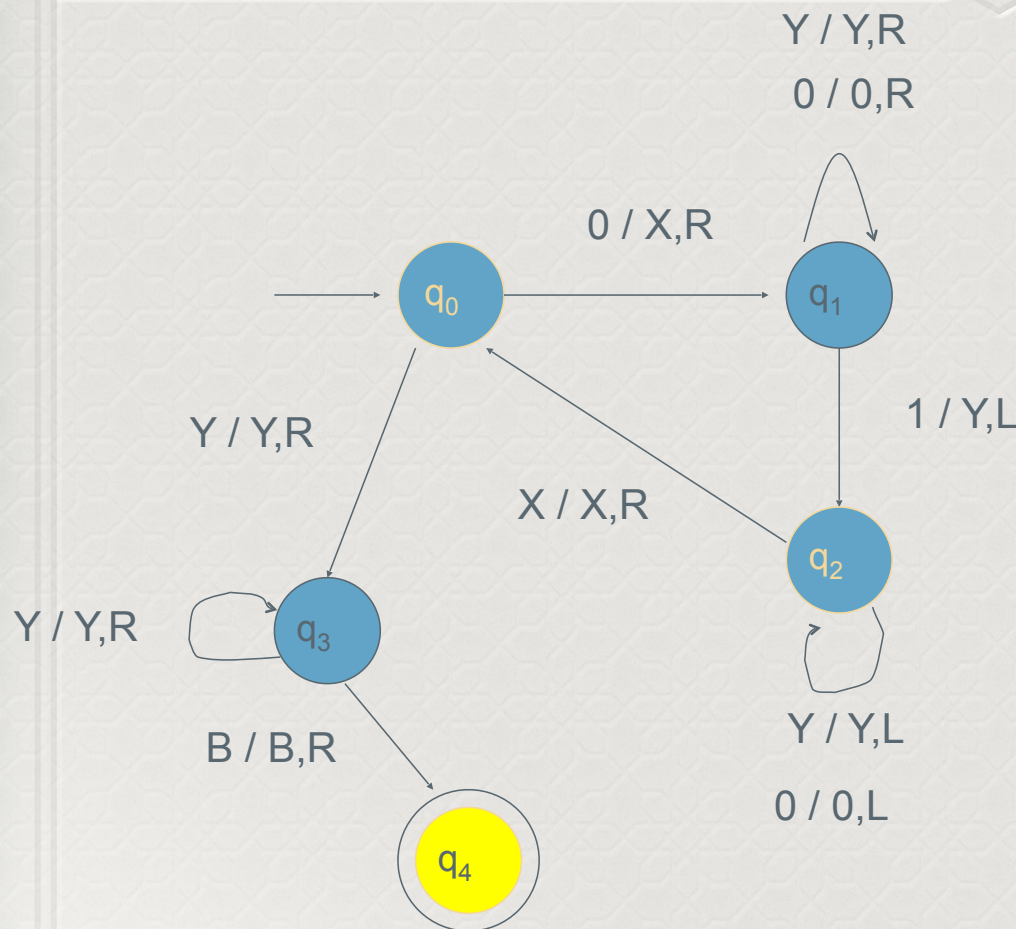 Y / Y,R
0 / 0,R
0 / X,R
q0
q1
Y / Y,R
1 / Y,L
X / X,R
q2
Y / Y,R
q3
Y / Y,L
B / B,R
0 / 0,L
q4